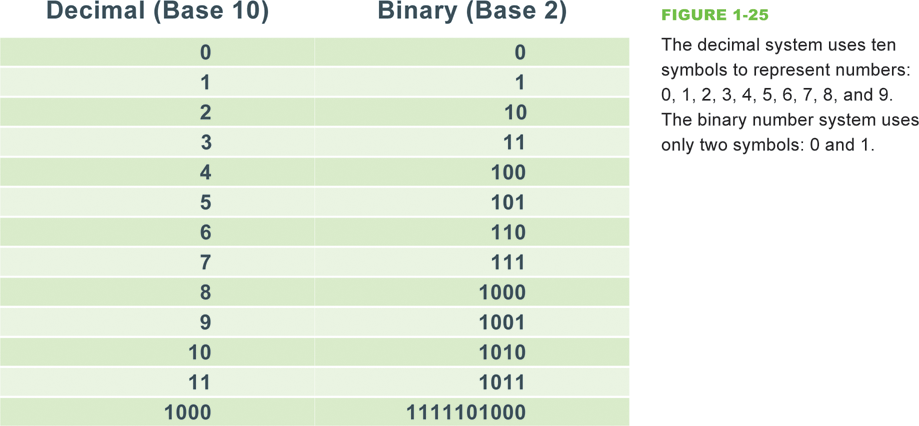 Decimal (Base 10) Binary (Base 2)
0 0
1 1
2 10
3 11
4 100
5 101
6 110
7 111
8 1000
9 1001
10 1010
11 1011
1000 1111101000
FIGURE 1-25
The decimal system uses ten
symbols to represent numbers:
0, 1, 2, 3, 4, 5, 6, 7, 8, and 9.
The binary number system uses
only two symbols: 0 and 1.